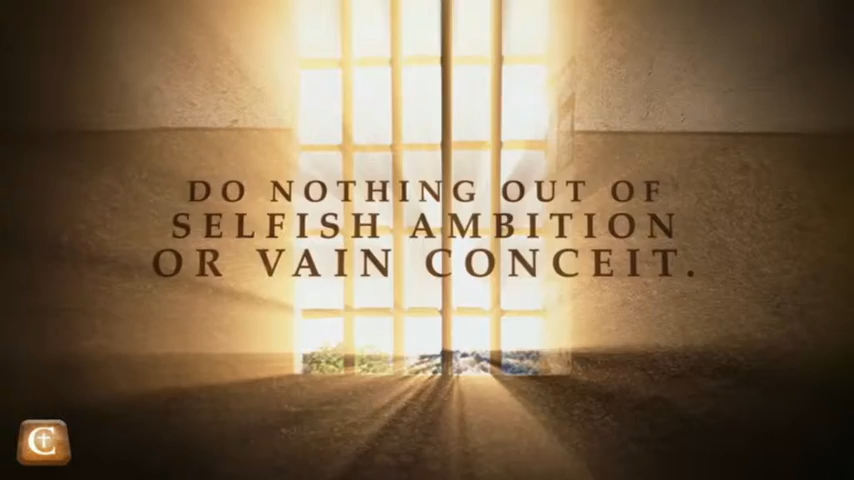 DO NOTHING OUT OF
SELFISH AMBITION
OR VAIN CONCEIT.
C